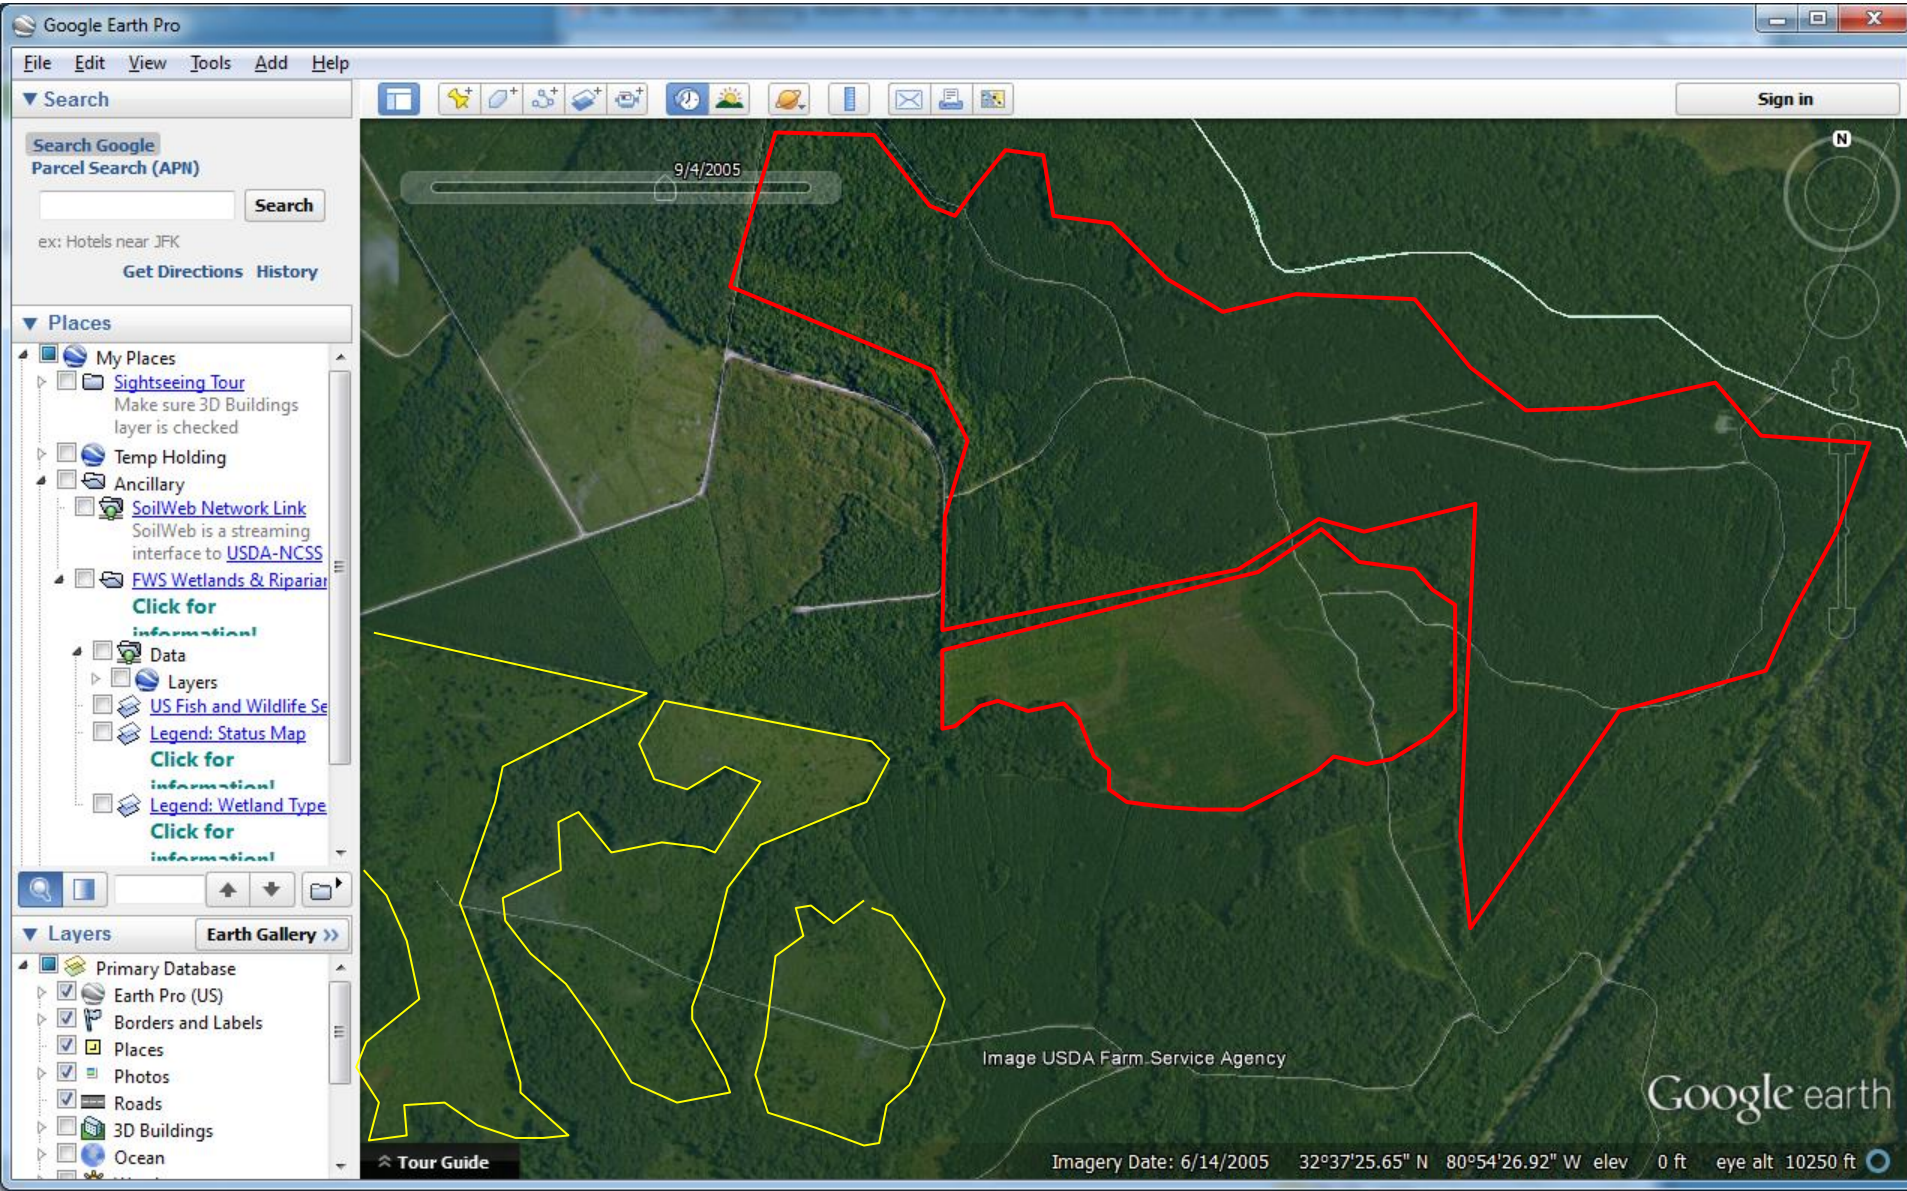 Google Earth Pro
File Edit View Tools Add Help
Search
Sign in
Search Google
Parcel Search (APN)
Search
ex: Hotels near JFK
Get Directions History
9/4/2005
N
Places
My Places
Sightseeing Tour
Make sure 3D Buildings
layer is checked
Temp Holding
Ancillary
SoilWeb Network Link
SoilWeb is a streaming
interface to USDA-NCSS
FWS Wetlands & Riparian
Click for
information!
Data
Layers
US Fish and Wildlife Se
Legend: Status Map
Click for
information!
Legend: Wetland Type
Click for
information!
Layers
Earth Gallery >>
Primary Database
Earth Pro (US)
Borders and Labels
Places
Photos
Roads
3D Buildings
Ocean
Image USDA Farm Service Agency
Google earth
Tour Guide
Imagery Date: 6/14/2005 32°37'25.65" N 80°54'26.92" W elev 0 ft eye alt 10250 ft